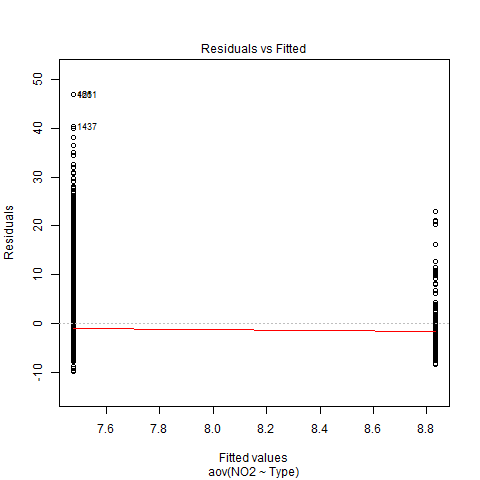 Residuals vs Fitted
Residuals
50
40
30
20
10
0
-10
1437
7.6 7.8 8.0 8.2 8.4 8.6 8.8
Fitted values
aov(NO2 ~ Type)